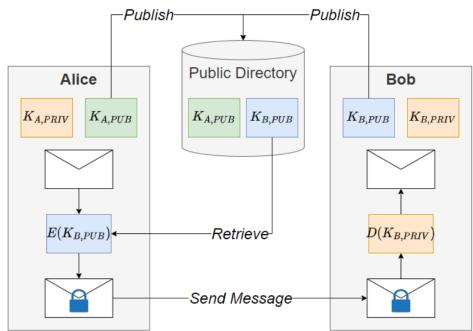 Publish
Publish
Alice
Public Directory
Bob
K_{A,PRIV}
K_{A,PUB}
K_{A,PUB}
K_{B,PUB}
K_{B,PUB}
K_{B,PRIV}
E(K_{B,PUB})
Retrieve
D(K_{B,PRIV})
Send Message